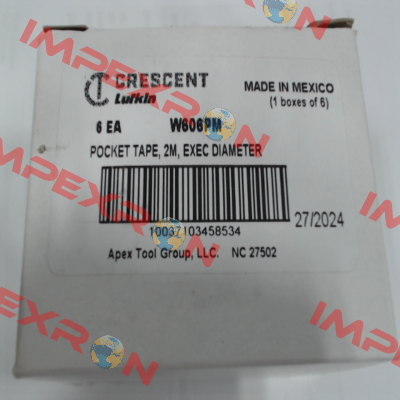 CRESCENT
Lufkin
MADE IN MEXICO
(1 boxes of 6)
6 EA W606PM
POCKET TAPE, 2M, EXEC DIAMETER
27/2024
10037103458534
Apex Tool Group, LLC. NC 27502
IMPEXRON
IMPEXRON
IMPEXRON